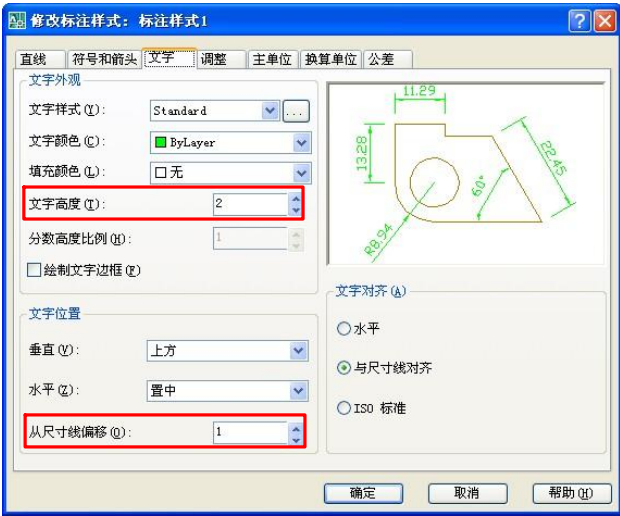 修改标注样式: 标注样式1
直线 符号和箭头 文字 调整 主单位 换算单位 公差
文字外观
文字样式(Y): Standard ...
文字颜色(C): ByLayer
填充颜色(L): 无
文字高度(T): 2
分数高度比例(H): 1
绘制文字边框(F)
文字位置
垂直(V): 上方
水平(Z): 置中
从尺寸线偏移(O): 1
11.29
13.28
22.45
60°
R8.94
文字对齐(A)
水平
与尺寸线对齐
ISO 标准
确定 取消 帮助(H)